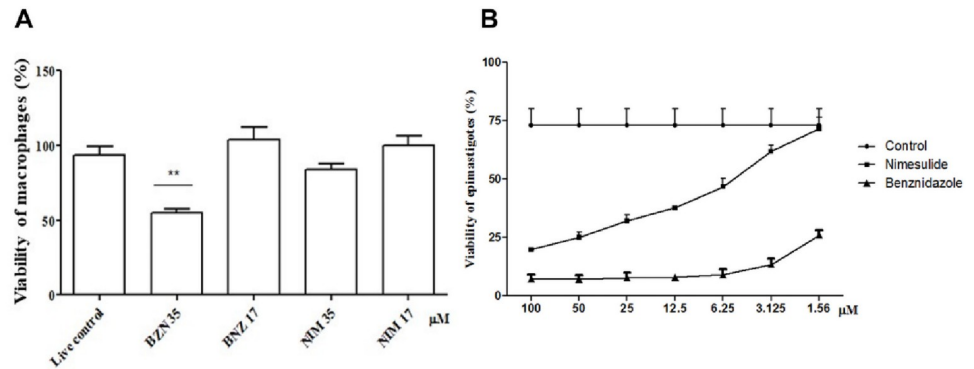 A
Viability of macrophages (%)
150
100
50
0
**
Live control
BZN 35
BNZ 17
NIM 35
NIM 17
µM
B
Viability of epimastigotes (%)
100
75
50
25
0
100
50
25
12.5
6.25
3.125
1.56
µM
Control
Nimesulide
Benznidazole